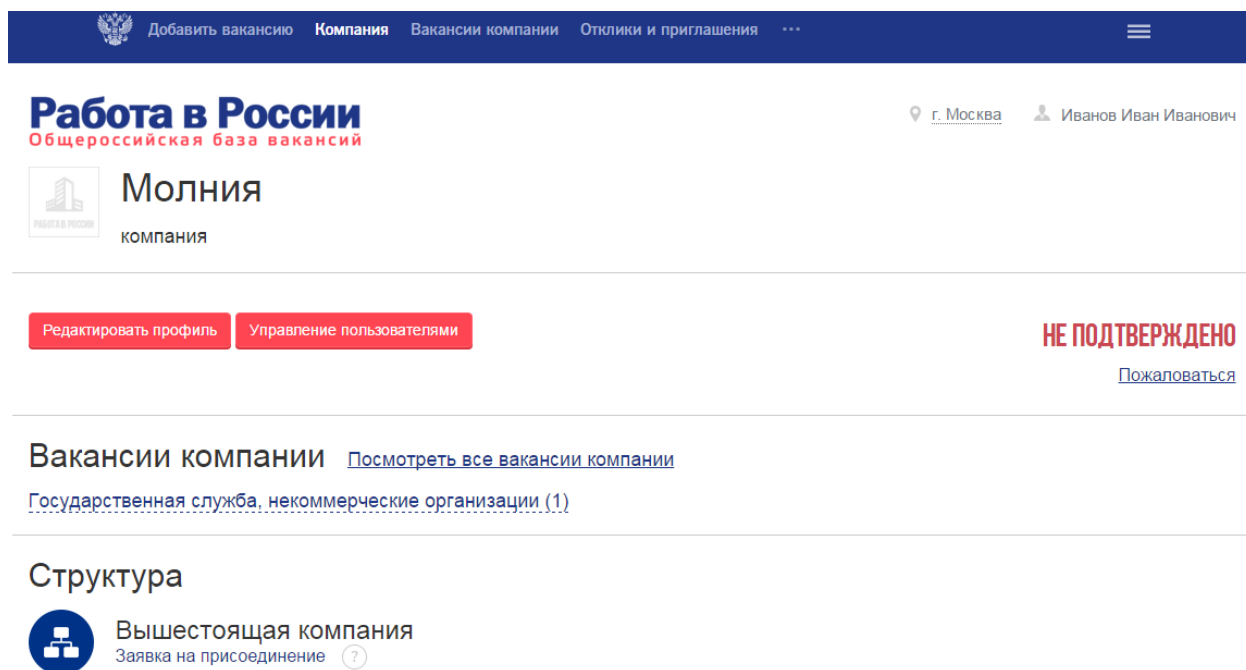 Добавить вакансию Компания Вакансии компании Отклики и приглашения ...
Работа в России
Общероссийская база вакансий
г. Москва Иванов Иван Иванович
РАБОТА В РОССИИ
Молния
компания
Редактировать профиль Управление пользователями
НЕ ПОДТВЕРЖДЕНО
Пожаловаться
Вакансии компании Посмотреть все вакансии компании
Государственная служба, некоммерческие организации (1)
Структура
Вышестоящая компания
Заявка на присоединение ?